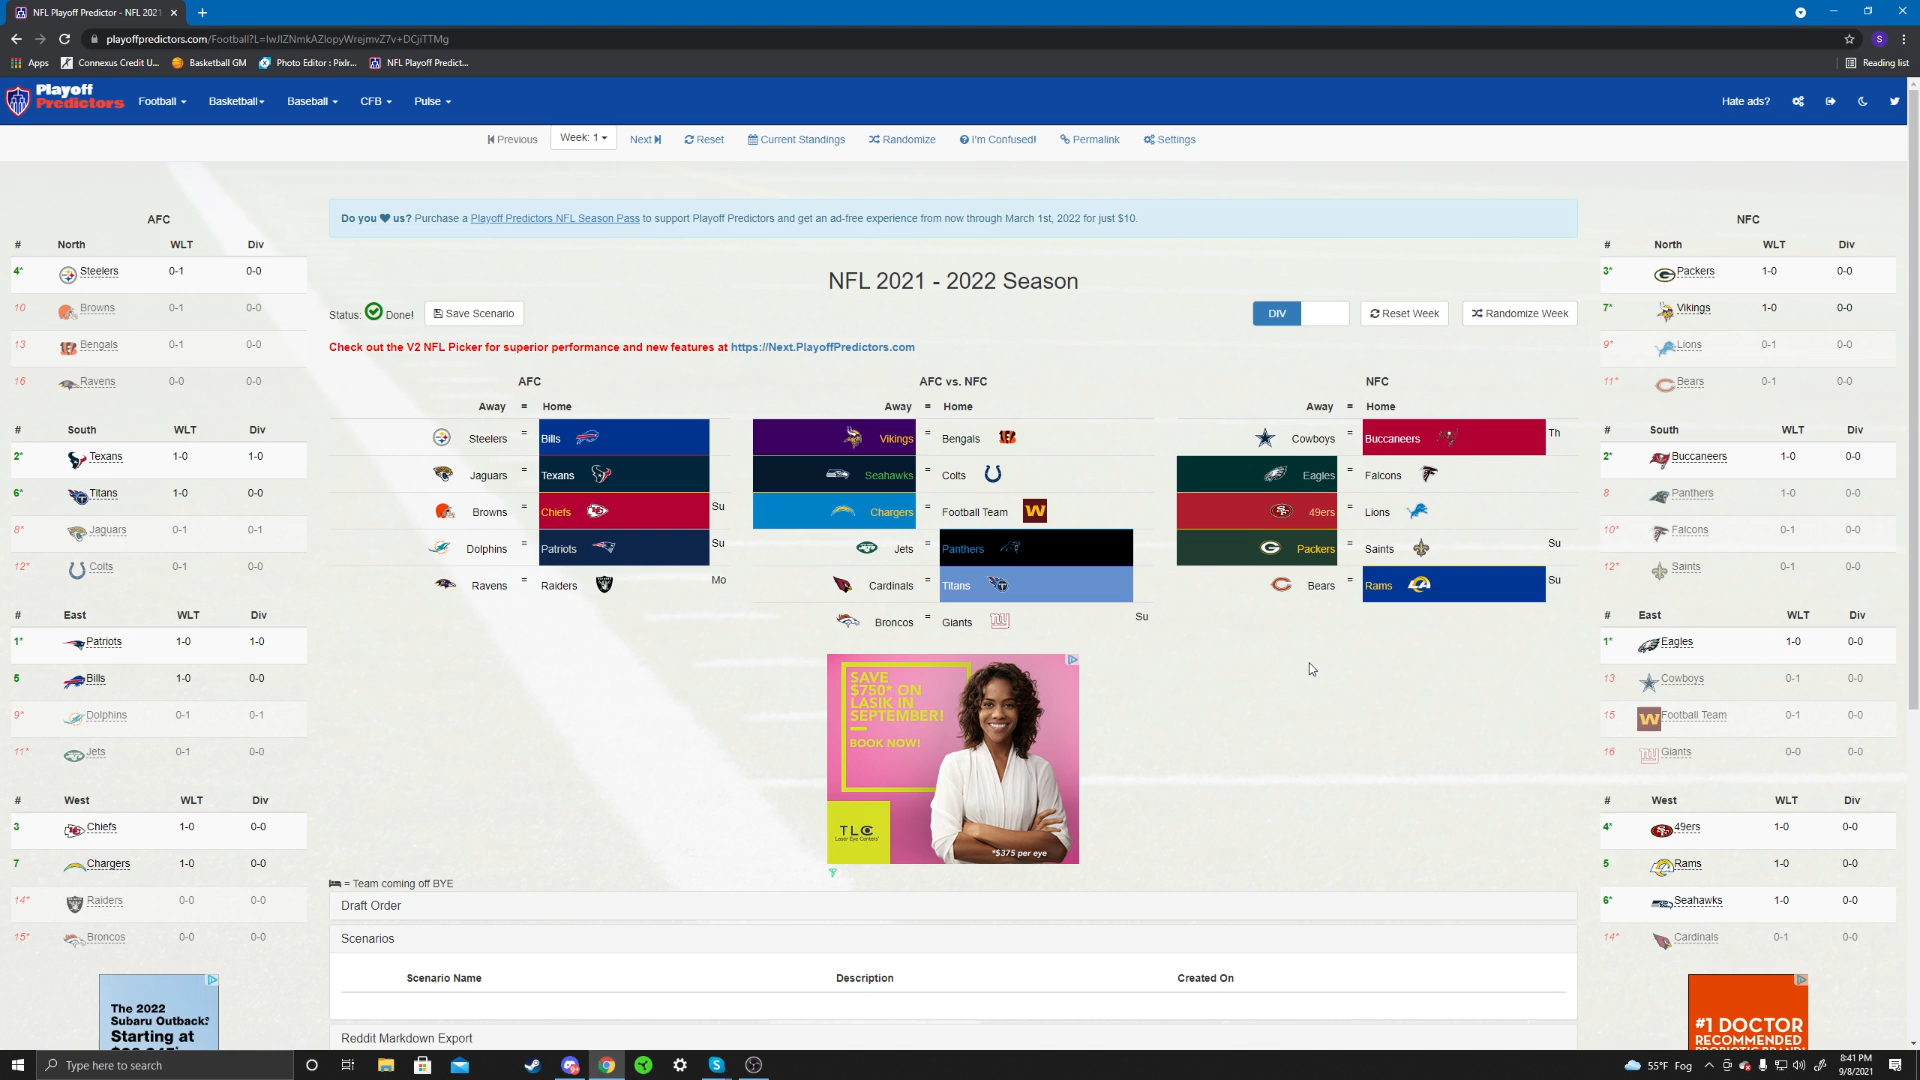 NFL Playoff Predictor - NFL 2021
playoffpredictors.com/Football?L=IwJIZNmkAZIopyWrejmvZ7v+DCjiTTMg
S
Apps Connexus Credit U... Basketball GM Photo Editor : Pixlr... NFL Playoff Predict... Reading list
Playoff Predictors Football Basketball Baseball CFB Pulse Hate ads?
Previous Week: 1 Next Reset Current Standings Randomize I'm Confused! Permalink Settings
Do you us? Purchase a Playoff Predictors NFL Season Pass to support Playoff Predictors and get an ad-free experience from now through March 1st, 2022 for just $10.
NFL 2021 - 2022 Season
Status: Done! Save Scenario DIV Reset Week Randomize Week
Check out the V2 NFL Picker for superior performance and new features at https://Next.PlayoffPredictors.com
AFC
# North WLT Div
4* Steelers 0-1 0-0
10 Browns 0-1 0-0
13 Bengals 0-1 0-0
16 Ravens 0-0 0-0
# South WLT Div
2* Texans 1-0 1-0
6* Titans 1-0 0-0
8* Jaguars 0-1 0-1
12* Colts 0-1 0-0
# East WLT Div
1* Patriots 1-0 1-0
5 Bills 1-0 0-0
9* Dolphins 0-1 0-1
11* Jets 0-1 0-0
# West WLT Div
3 Chiefs 1-0 0-0
7 Chargers 1-0 0-0
14* Raiders 0-0 0-0
15* Broncos 0-0 0-0
The 2022
Subaru Outback:
Starting at
AFC
Away = Home
Steelers = Bills
Jaguars = Texans
Browns = Chiefs Su
Dolphins = Patriots Su
Ravens = Raiders Mo
AFC vs. NFC
Away = Home
Vikings = Bengals
Seahawks = Colts
Chargers = Football Team
Jets = Panthers
Cardinals = Titans
Broncos = Giants Su
NFC
Away = Home
Cowboys = Buccaneers Th
Eagles = Falcons
49ers = Lions
Packers = Saints Su
Bears = Rams Su
SAVE
$750* ON
LASIK IN
SEPTEMBER!
BOOK NOW!
TLC
Laser Eye Centers
*$375 per eye
= Team coming off BYE
Draft Order
Scenarios
Scenario Name Description Created On
Reddit Markdown Export
NFC
# North WLT Div
3* Packers 1-0 0-0
7* Vikings 1-0 0-0
9* Lions 0-1 0-0
11* Bears 0-1 0-0
# South WLT Div
2* Buccaneers 1-0 0-0
8 Panthers 1-0 0-0
10* Falcons 0-1 0-0
12* Saints 0-1 0-0
# East WLT Div
1* Eagles 1-0 0-0
13 Cowboys 0-1 0-0
15 Football Team 0-1 0-0
16 Giants 0-0 0-0
# West WLT Div
4* 49ers 1-0 0-0
5 Rams 1-0 0-0
6* Seahawks 1-0 0-0
14* Cardinals 0-1 0-0
#1 DOCTOR
RECOMMENDED
Type here to search
55°F Fog
8:41 PM
9/8/2021